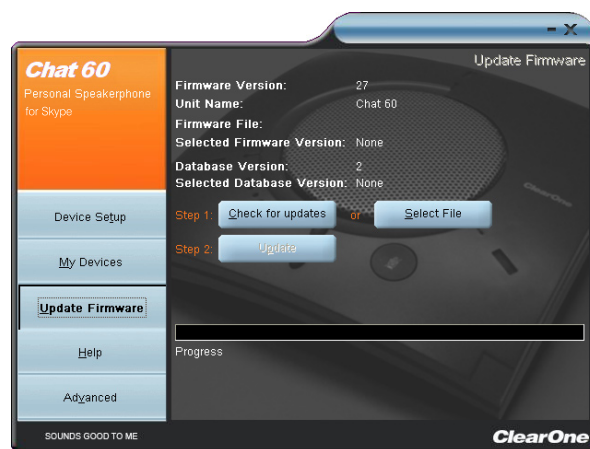 - X
Update Firmware
Chat 60
Personal Speakerphone
for Skype
Firmware Version: 27
Unit Name: Chat 60
Firmware File:
Selected Firmware Version: None
Database Version: 2
Selected Database Version: None
Step 1: Check for updates or Select File
Step 2: Update
Progress
Device Setup
My Devices
Update Firmware
Help
Advanced
SOUNDS GOOD TO ME
ClearOne
ClearOne